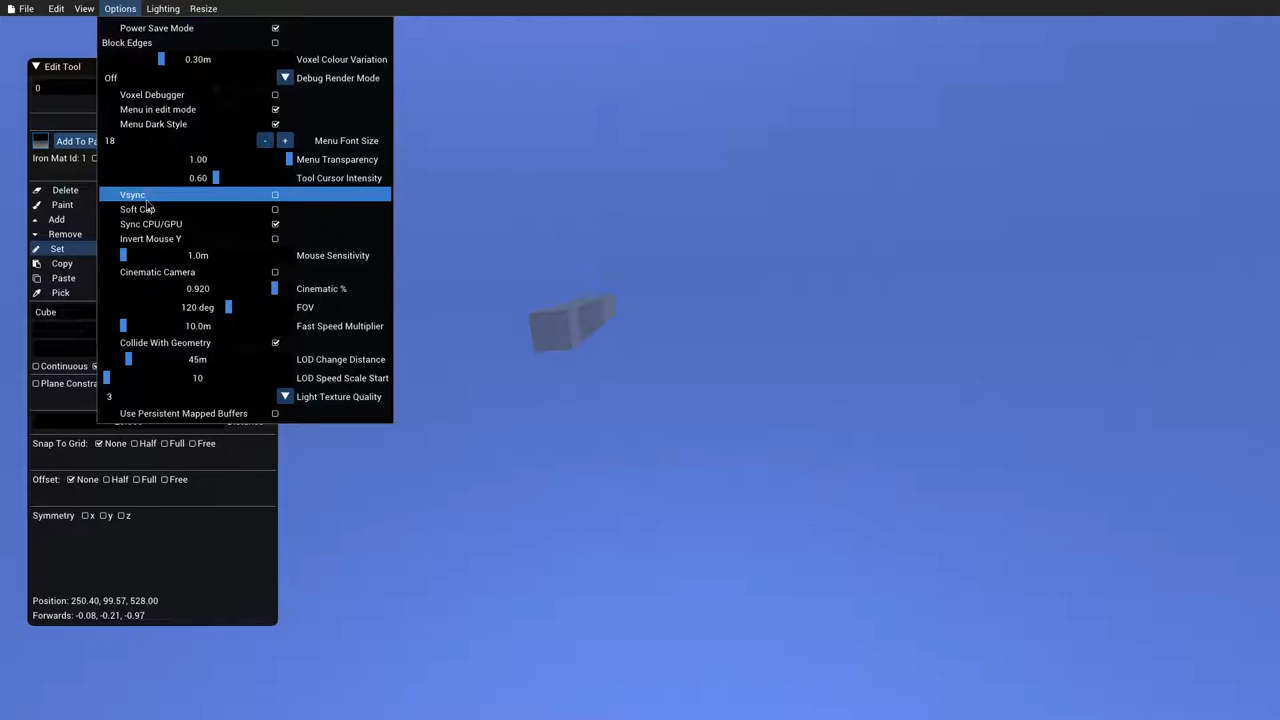 File Edit View Options Lighting Resize
Power Save Mode
Block Edges
0.30m Voxel Colour Variation
Off Debug Render Mode
Voxel Debugger
Menu in edit mode
Menu Dark Style
18 - + Menu Font Size
1.00 Menu Transparency
0.60 Tool Cursor Intensity
Vsync
Soft Cap
Sync CPU/GPU
Invert Mouse Y
1.0m Mouse Sensitivity
Cinematic Camera
0.920 Cinematic %
120 deg FOV
10.0m Fast Speed Multiplier
Collide With Geometry
45m LOD Change Distance
10 LOD Speed Scale Start
3 Light Texture Quality
Use Persistent Mapped Buffers
Edit Tool
0
Add To Pa
Iron Mat Id: 1
Delete
Paint
Add
Remove
Set
Copy
Paste
Pick
Cube
Continuous
Plane Constra
Snap To Grid: None Half Full Free
Offset: None Half Full Free
Symmetry x y z
Position: 250.40, 99.57, 528.00
Forwards: -0.08, -0.21, -0.97